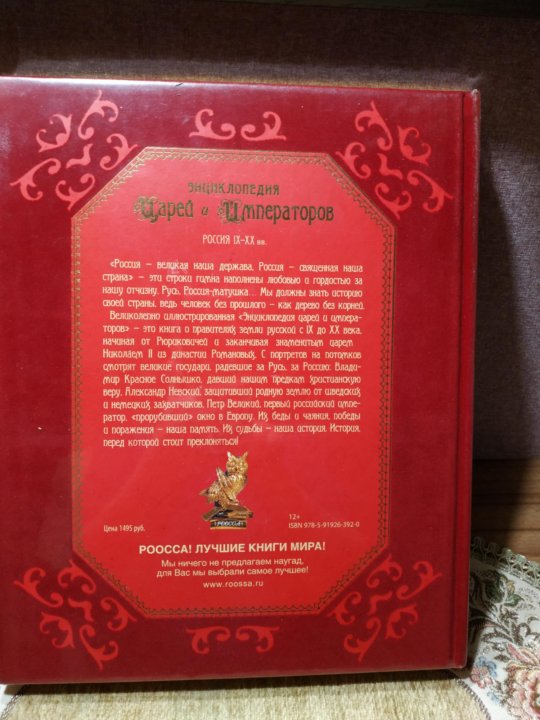 ЭНЦИКЛОПЕДИЯ
Царей и Императоров
РОССИЯ IX–XX вв.
«Россия – великая наша держава, Россия – священная наша
страна» – эти строки гимна наполнены любовью и гордостью за
нашу отчизну. Русь, Россия-матушка... Мы должны знать историю
своей страны, ведь человек без прошлого – как дерево без корней.
Великолепно иллюстрированная «Энциклопедия царей и импера-
торов» – это книга о правителях земли русской с IX до XX века,
начиная от Рюриковичей и заканчивая знаменитым царем
Николаем II из династии Романовых. С портретов на потомков
смотрят великие государи, радевшие за Русь, за Россию: Влади-
мир Красное Солнышко, давший нашим предкам христианскую
веру, Александр Невский, защитивший родную землю от шведских
и немецких захватчиков, Петр Великий, первый российский импе-
ратор, «прорубивший» окно в Европу. Их беды и чаяния, победы
и поражения – наша память. Их судьбы – наша история. История,
перед которой стоит преклоняться!
РООССА
Цена 1495 руб.
12+
ISBN 978-5-91926-392-0
РООССА! ЛУЧШИЕ КНИГИ МИРА!
Мы ничего не предлагаем наугад,
для Вас мы выбрали самое лучшее!
www.roossa.ru